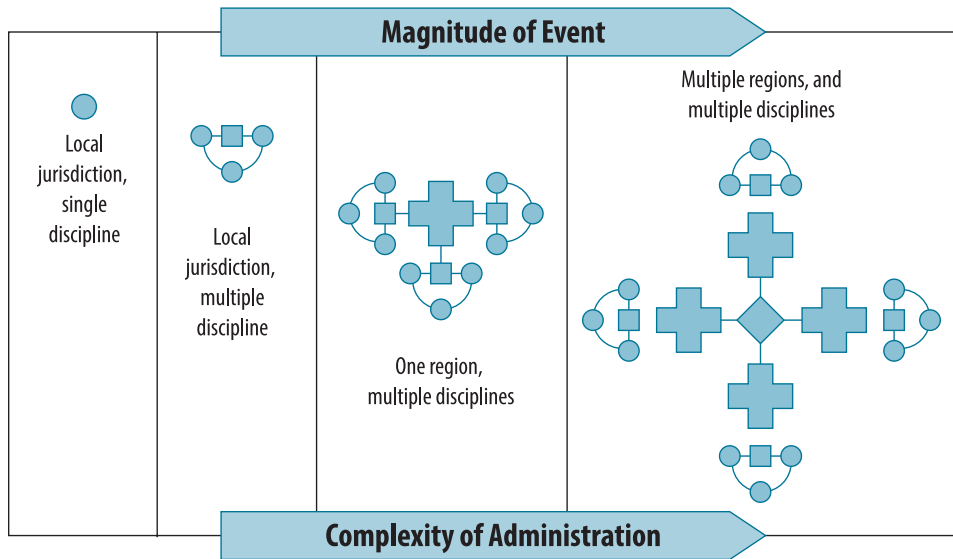 Magnitude of Event
Local
jurisdiction,
single
discipline
Local
jurisdiction,
multiple
discipline
One region,
multiple disciplines
Multiple regions, and
multiple disciplines
Complexity of Administration